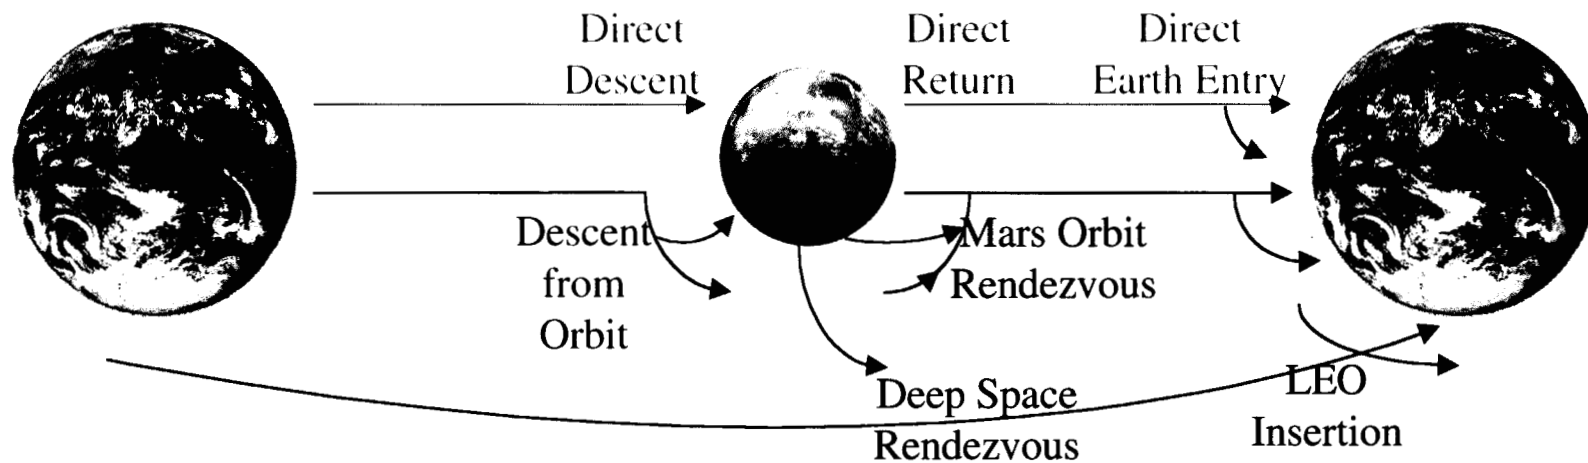 Direct
Descent
Direct
Return
Direct
Earth Entry
Descent
from
Orbit
Mars Orbit
Rendezvous
Deep Space
Rendezvous
LEO
Insertion